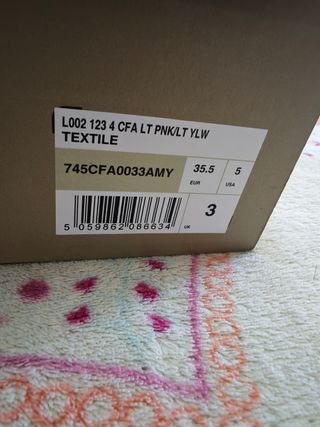 L002 123 4 CFA LT PNK/LT YLW
TEXTILE
745CFA0033AMY
35.5
EUR
5
USA
5 059862 086634
3
UK